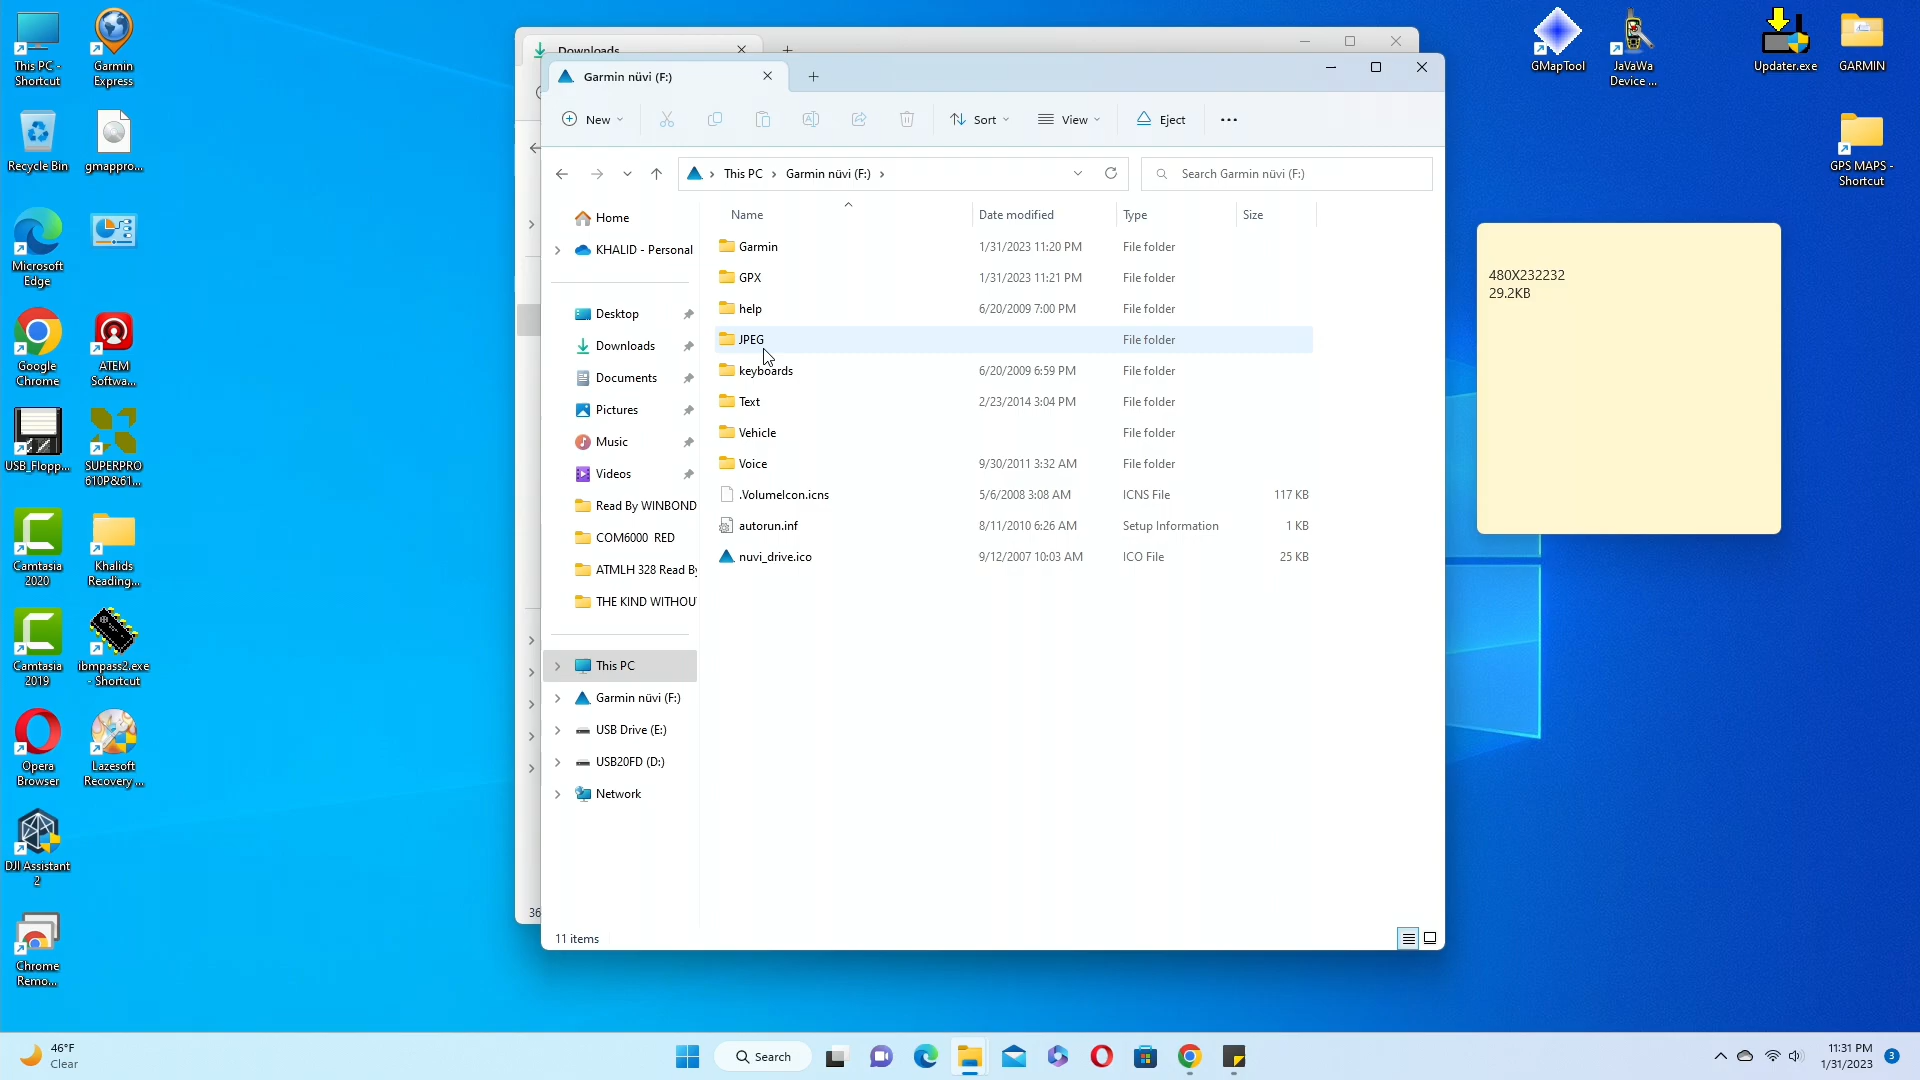 This PC -
Shortcut
Garmin
Express
Recycle Bin
gmappro...
Microsoft
Edge
Google
Chrome
ATEM
Softwa...
USB_Flopp...
SUPERPRO
610P&61...
Camtasia
2020
Khalids
Reading...
Camtasia
2019
ibmpass2.exe
- Shortcut
Opera
Browser
Lazesoft
Recovery ...
DJI Assistant
2
Chrome
Remo...
Downloads
Garmin nüvi (F:)
New
Sort
View
Eject
This PC
Garmin nüvi (F:)
Search Garmin nüvi (F:)
Home
KHALID - Personal
Desktop
Downloads
Documents
Pictures
Music
Videos
Read By WINBOND
COM6000 RED
ATMLH 328 Read By
THE KIND WITHOU
This PC
Garmin nüvi (F:)
USB Drive (E:)
USB20FD (D:)
Network
Name Date modified Type Size
Garmin 1/31/2023 11:20 PM File folder
GPX 1/31/2023 11:21 PM File folder
help 6/20/2009 7:00 PM File folder
JPEG File folder
keyboards 6/20/2009 6:59 PM File folder
Text 2/23/2014 3:04 PM File folder
Vehicle File folder
Voice 9/30/2011 3:32 AM File folder
.VolumeIcon.icns 5/6/2008 3:08 AM ICNS File 117 KB
autorun.inf 8/11/2010 6:26 AM Setup Information 1 KB
nuvi_drive.ico 9/12/2007 10:03 AM ICO File 25 KB
36
11 items
GMapTool
JaVaWa
Device ...
Updater.exe
GARMIN
GPS MAPS -
Shortcut
480X232232
29.2KB
46°F
Clear
Search
11:31 PM
1/31/2023
3